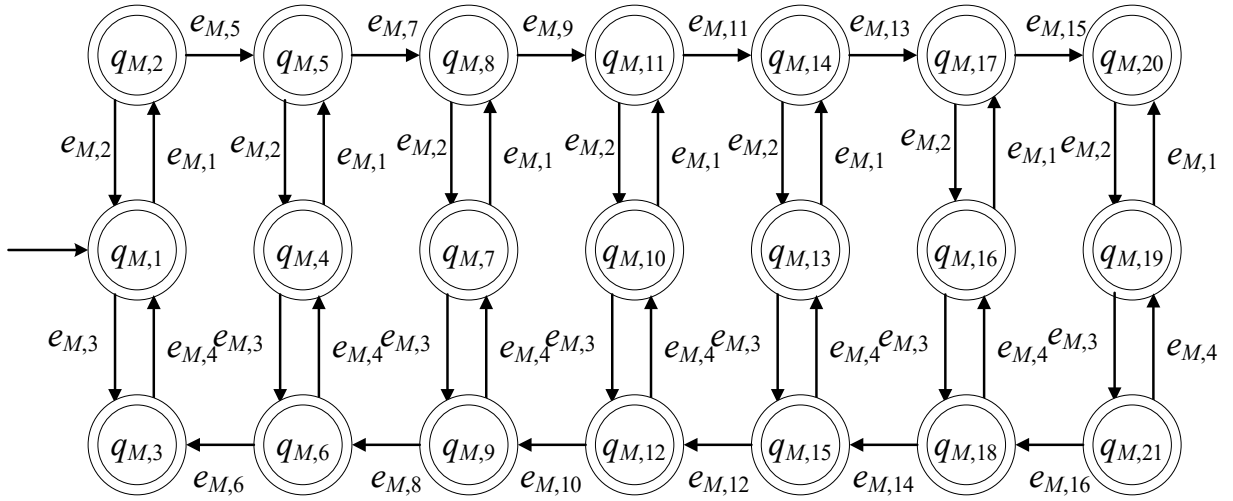 e_{M,5} e_{M,7} e_{M,9} e_{M,11} e_{M,13} e_{M,15}
q_{M,2} q_{M,5} q_{M,8} q_{M,11} q_{M,14} q_{M,17} q_{M,20}
e_{M,2} e_{M,1} e_{M,2} e_{M,1} e_{M,2} e_{M,1} e_{M,2} e_{M,1} e_{M,2} e_{M,1} e_{M,2} e_{M,1} e_{M,2} e_{M,1}
q_{M,1} q_{M,4} q_{M,7} q_{M,10} q_{M,13} q_{M,16} q_{M,19}
e_{M,3} e_{M,4} e_{M,3} e_{M,4} e_{M,3} e_{M,4} e_{M,3} e_{M,4} e_{M,3} e_{M,4} e_{M,3} e_{M,4} e_{M,3} e_{M,4}
q_{M,3} q_{M,6} q_{M,9} q_{M,12} q_{M,15} q_{M,18} q_{M,21}
e_{M,6} e_{M,8} e_{M,10} e_{M,12} e_{M,14} e_{M,16}